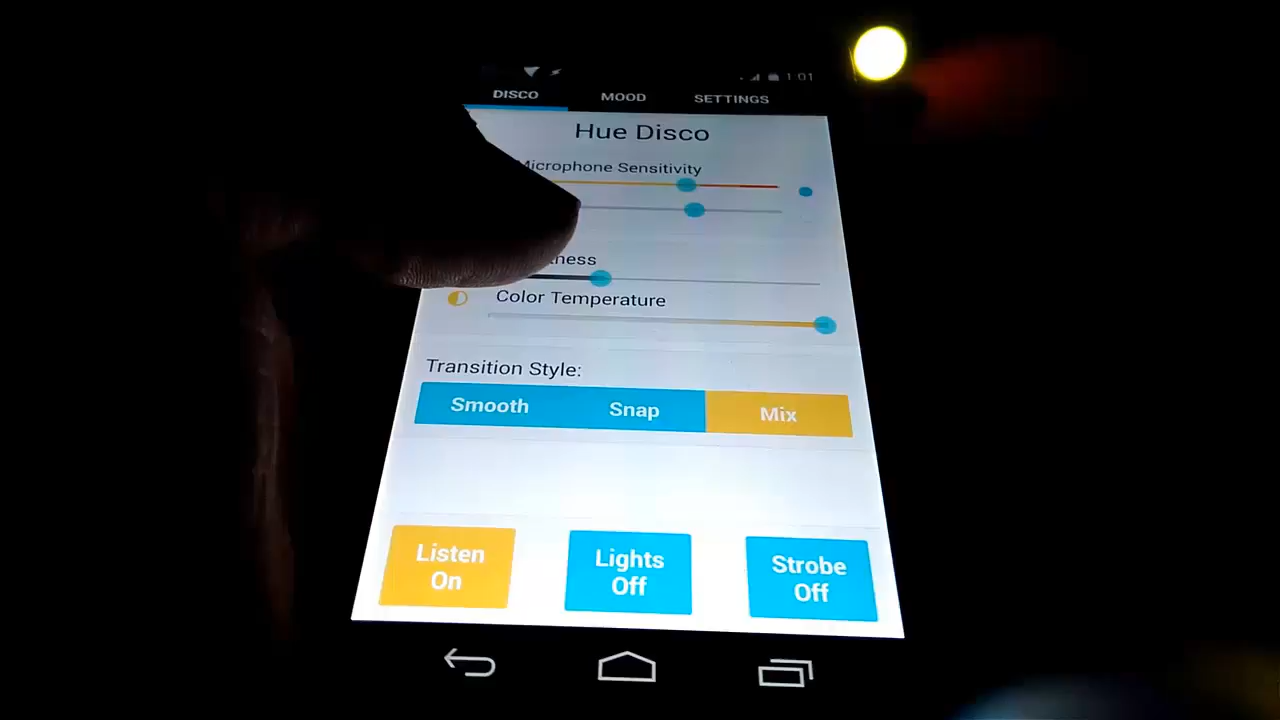 1:01
DISCO MOOD SETTINGS
Hue Disco
Microphone Sensitivity
Color Temperature
Transition Style:
Smooth Snap Mix
Listen On
Lights Off
Strobe Off